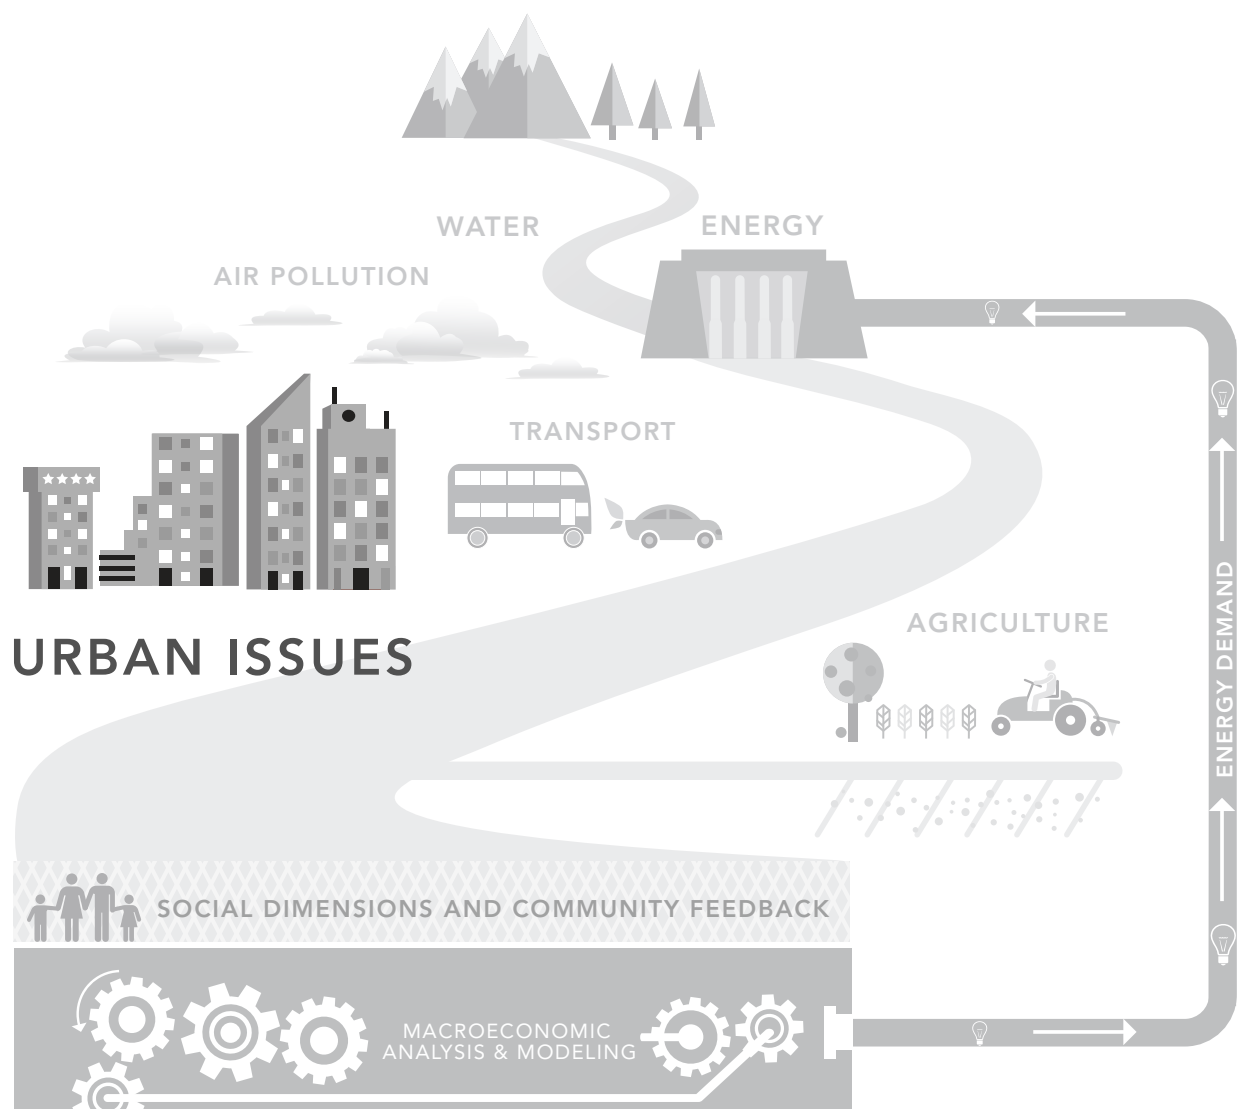 WATER
ENERGY
AIR POLLUTION
TRANSPORT
URBAN ISSUES
AGRICULTURE
ENERGY DEMAND
SOCIAL DIMENSIONS AND COMMUNITY FEEDBACK
MACROECONOMIC
ANALYSIS & MODELING